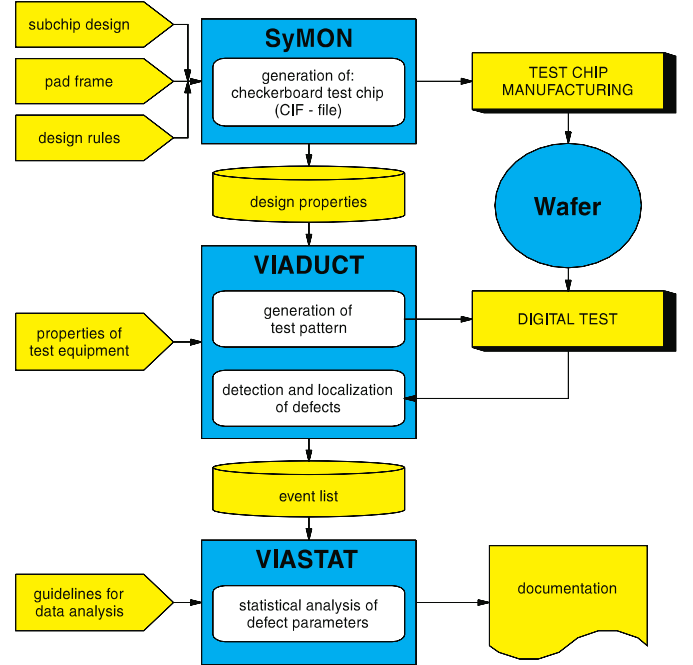 subchip design
pad frame
design rules
SyMON
generation of:
checkerboard test chip
(CIF - file)
TEST CHIP
MANUFACTURING
design properties
Wafer
VIADUCT
generation of
test pattern
properties of
test equipment
DIGITAL TEST
detection and localization
of defects
event list
VIASTAT
guidelines for
data analysis
statistical analysis of
defect parameters
documentation